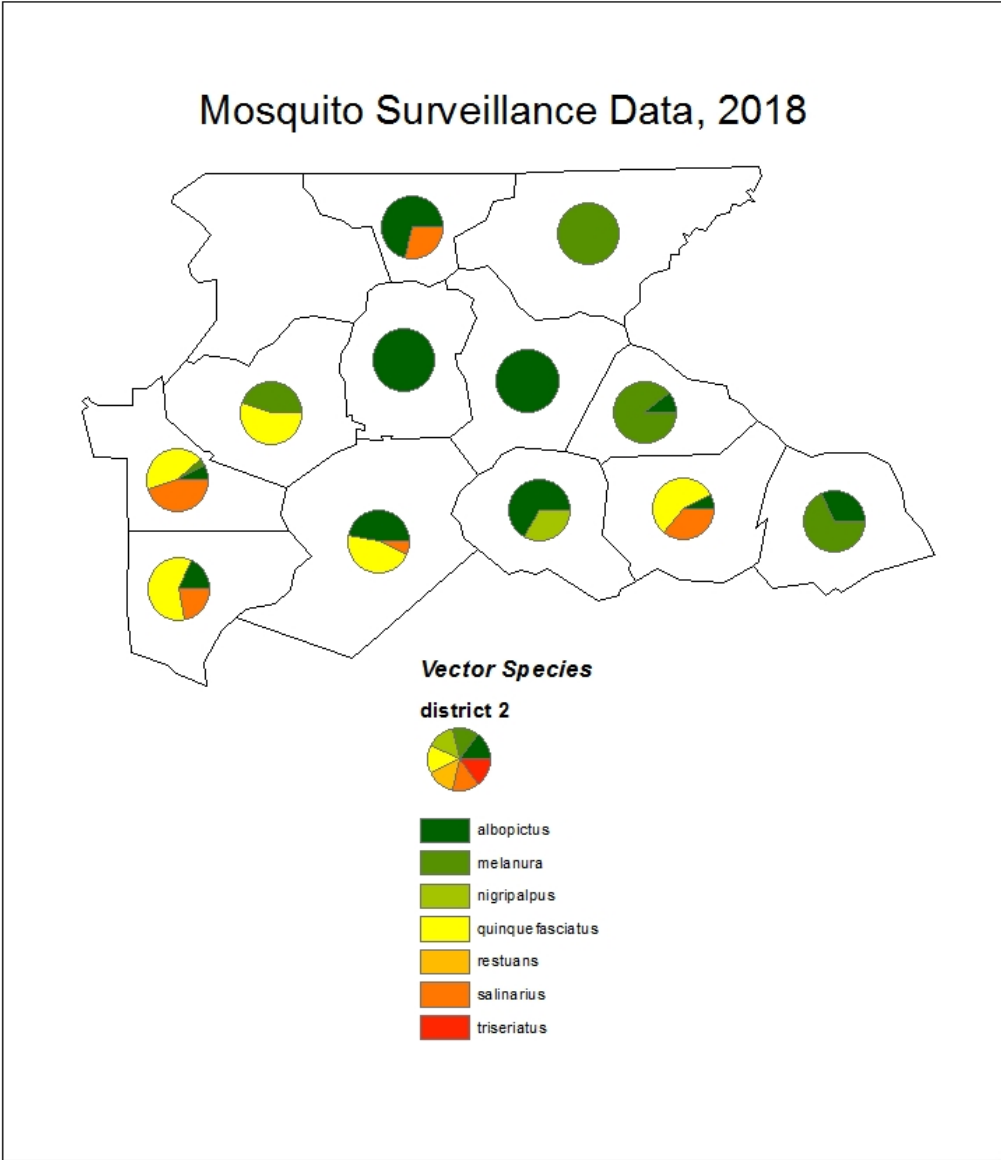 Mosquito Surveillance Data, 2018
Vector Species
district 2
albopictus
melanura
nigripalpus
quinquefasciatus
restuans
salinarius
triseriatus